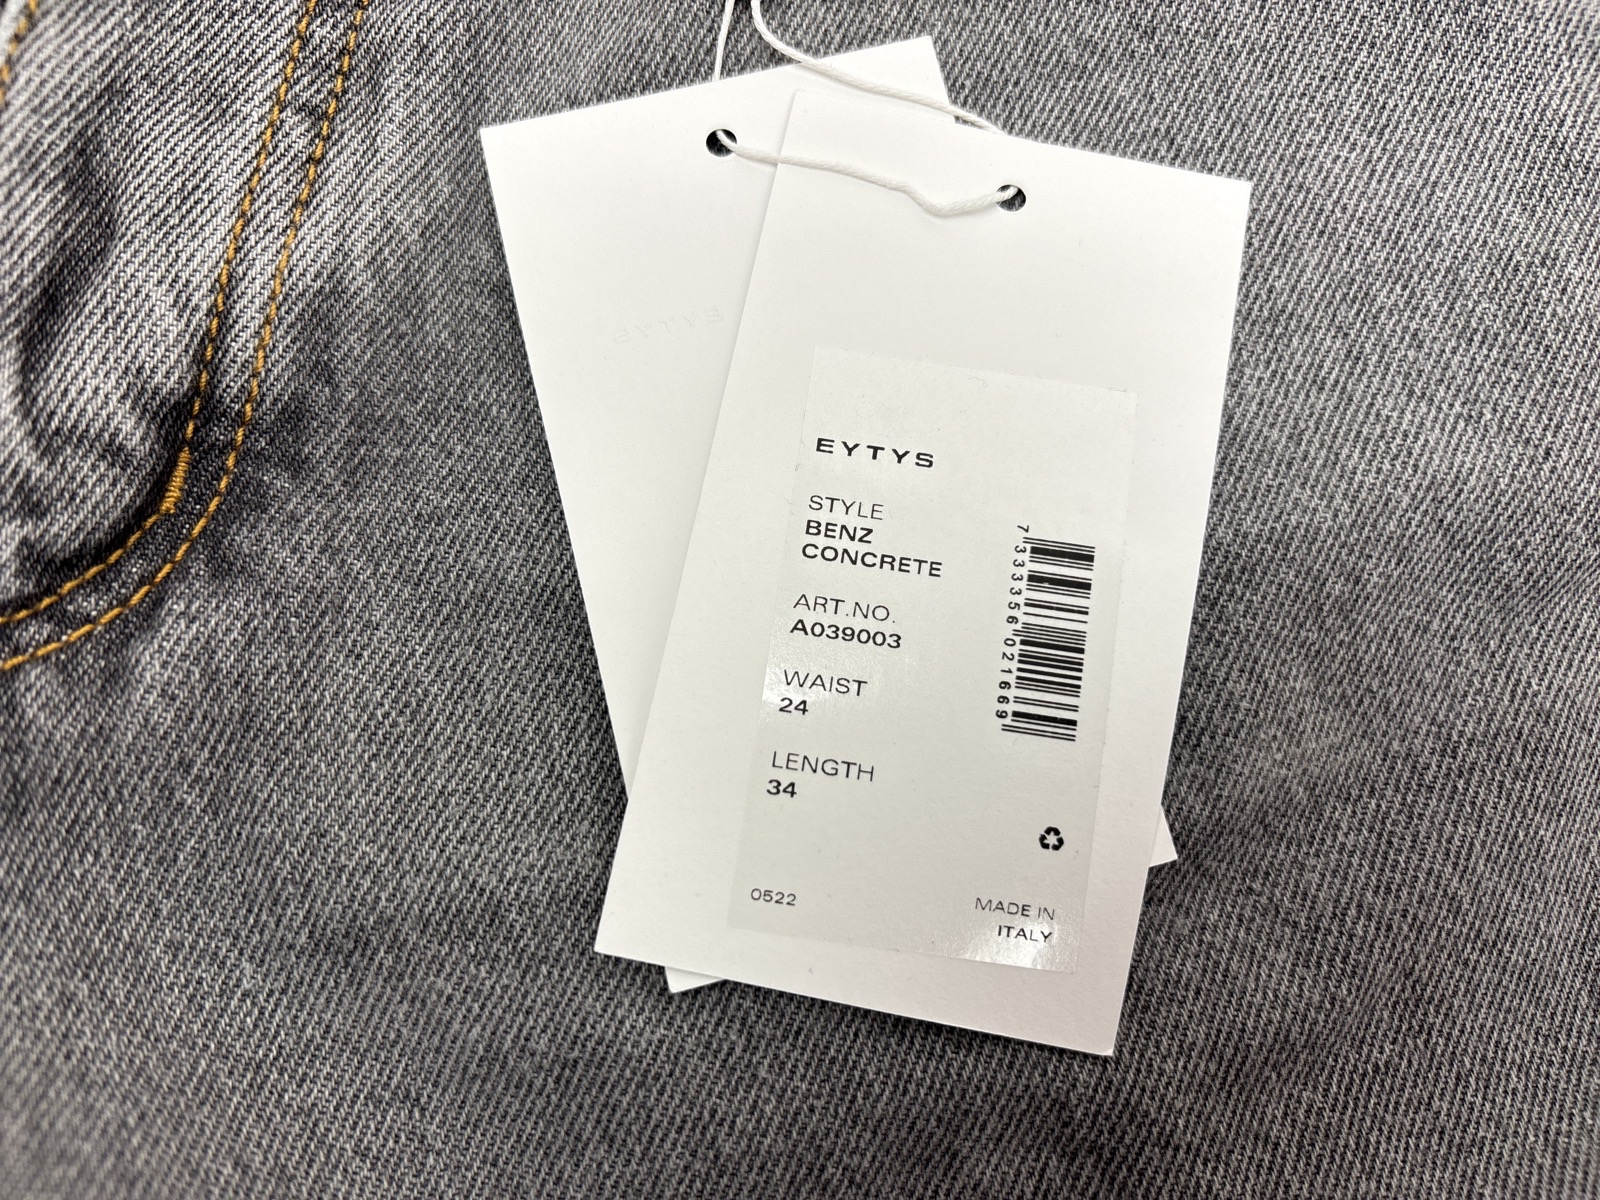 EYTYS
EYTYS
STYLE
BENZ
CONCRETE
ART.NO.
A039003
WAIST
24
LENGTH
34
7 333356 021669
0522
MADE IN
ITALY